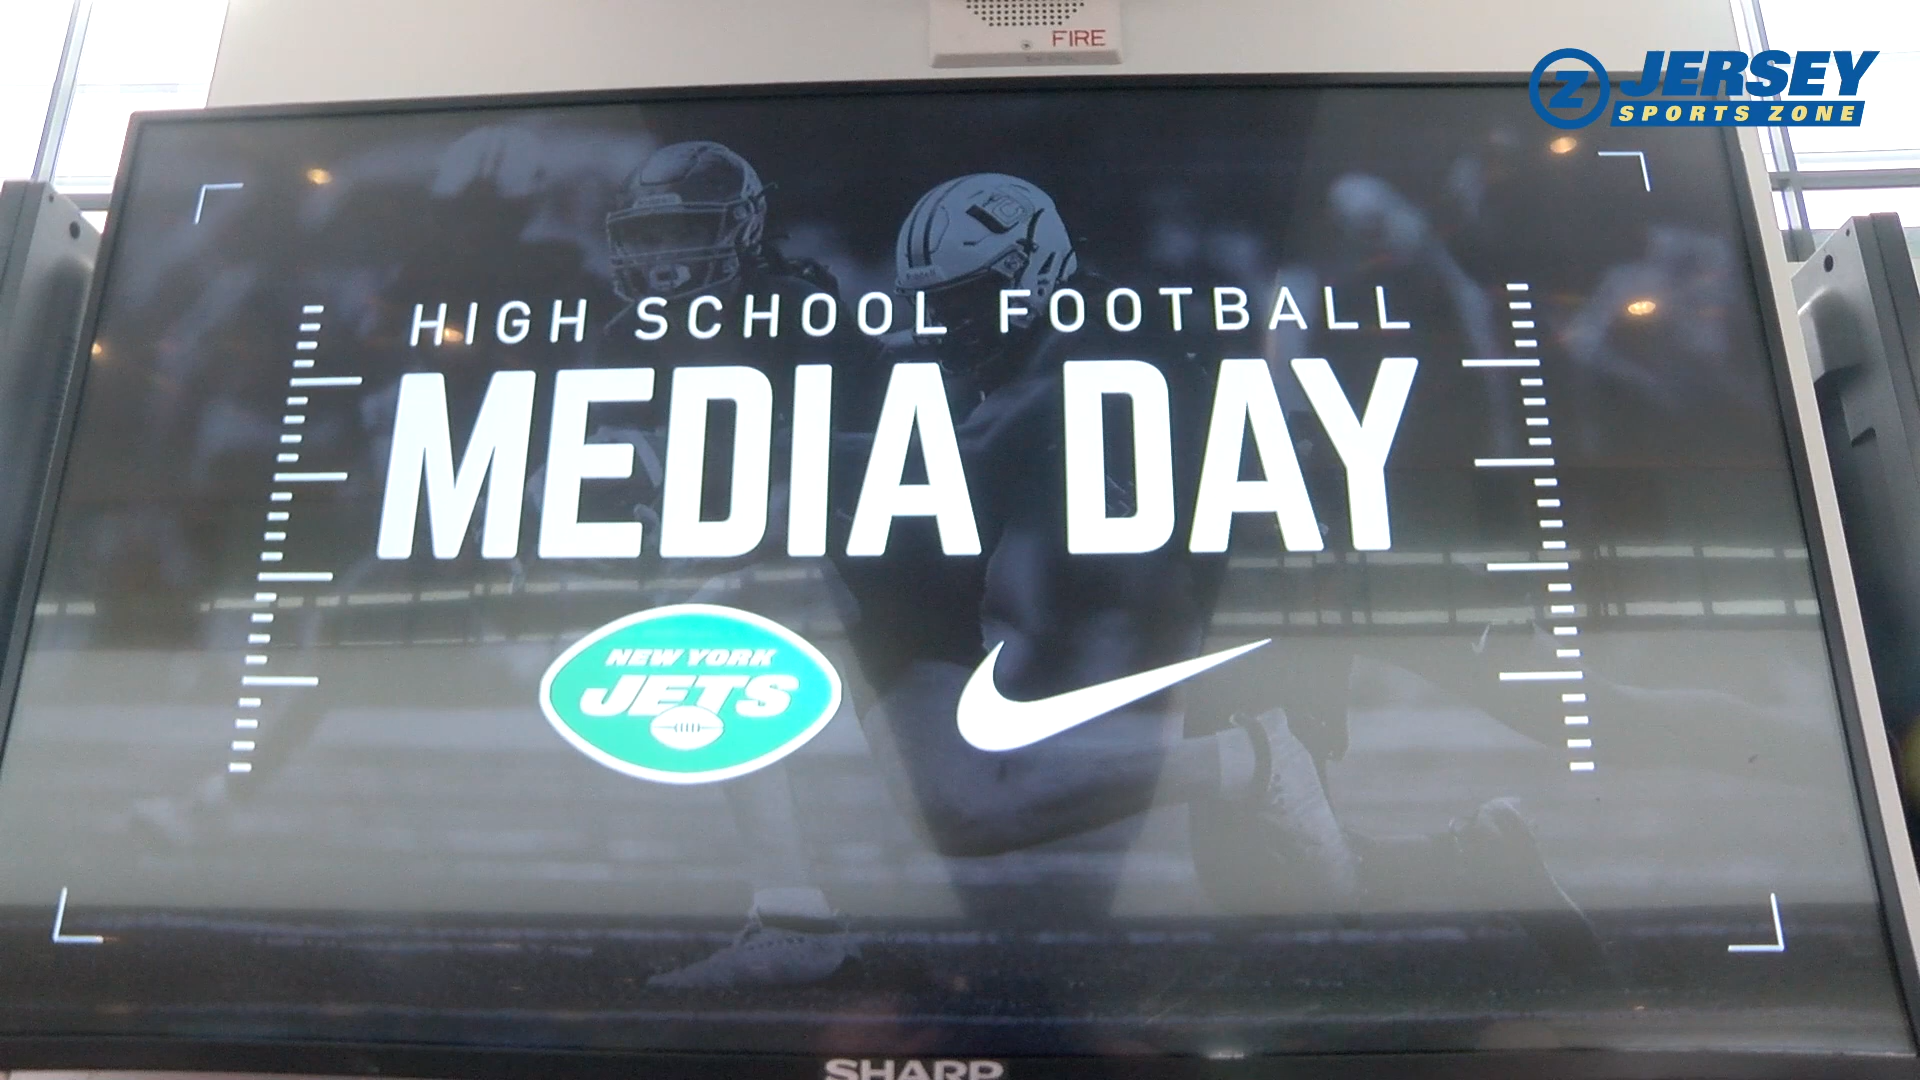 FIRE
Z JERSEY
SPORTS ZONE
HIGH SCHOOL FOOTBALL
MEDIA DAY
NEW YORK
JETS
SHARP